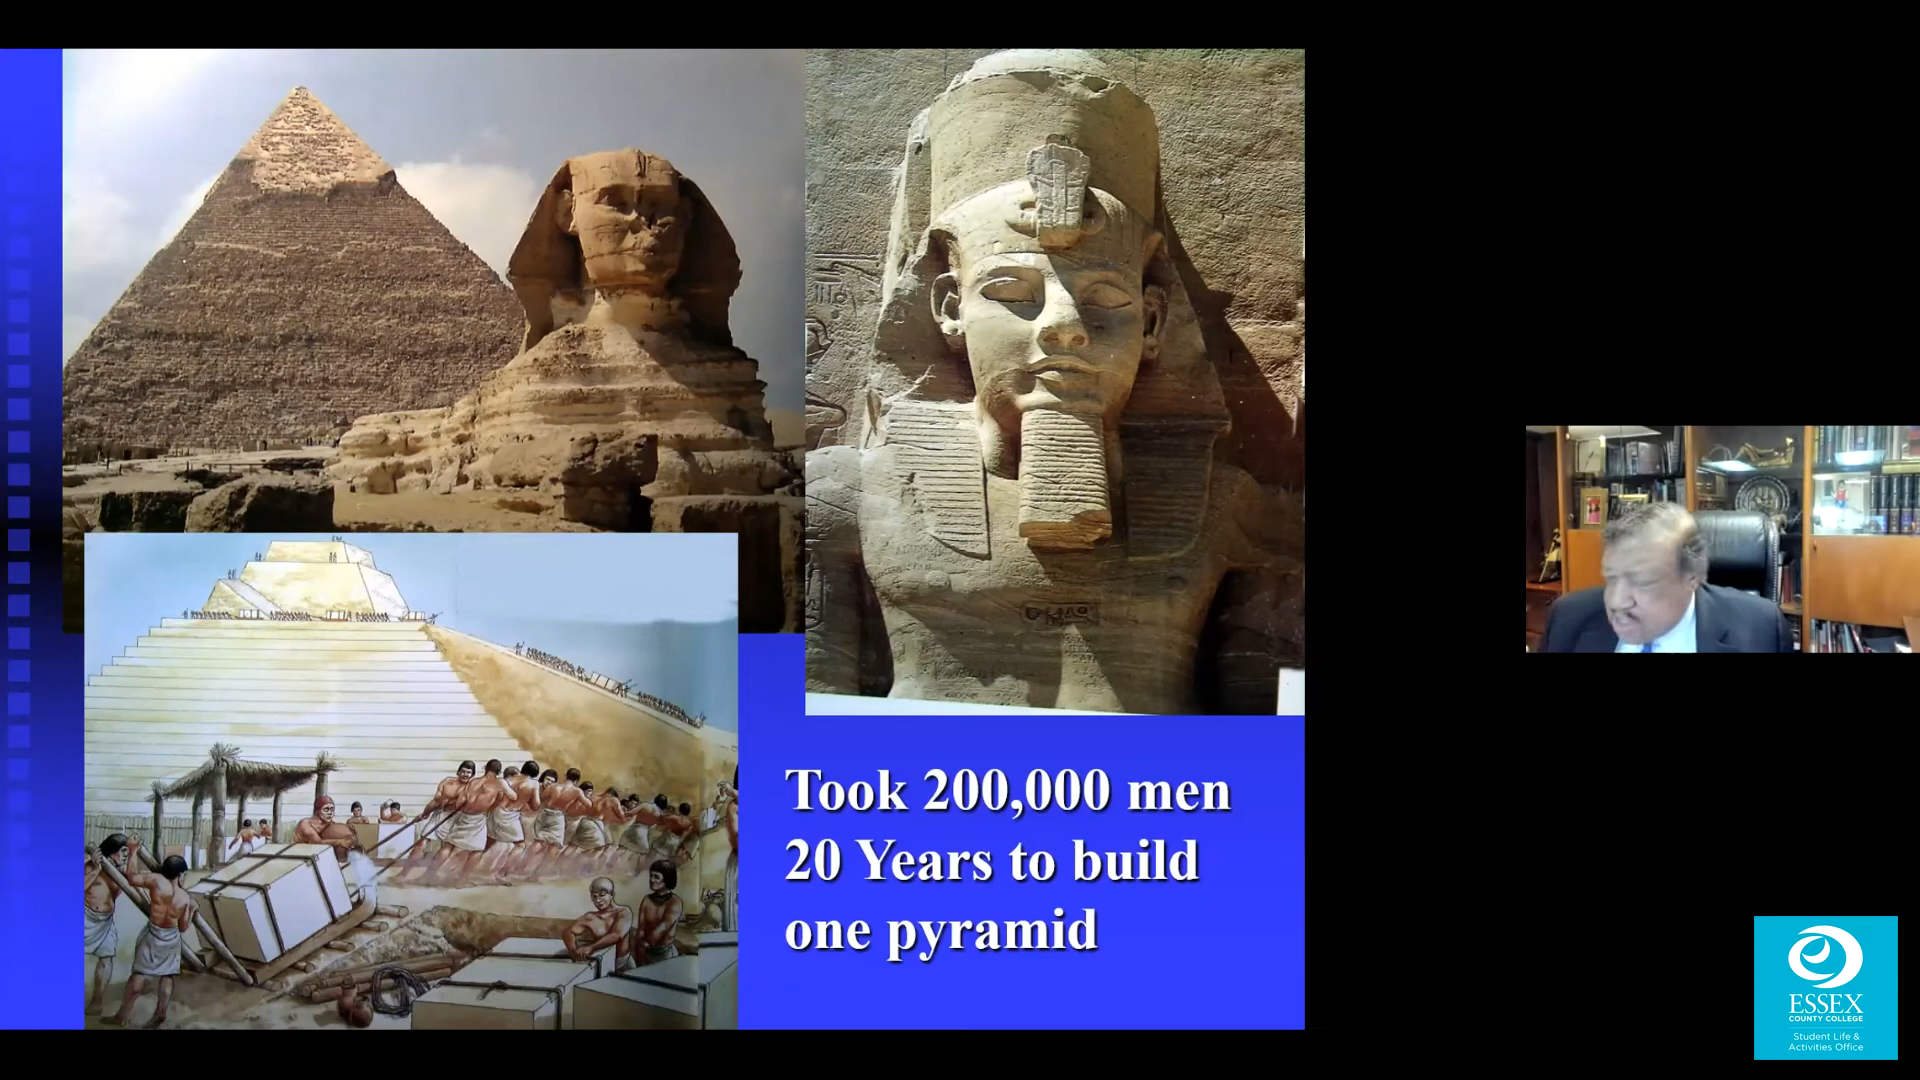 Took 200,000 men
20 Years to build
one pyramid
ESSEX
COUNTY COLLEGE
Student Life &
Activities Office